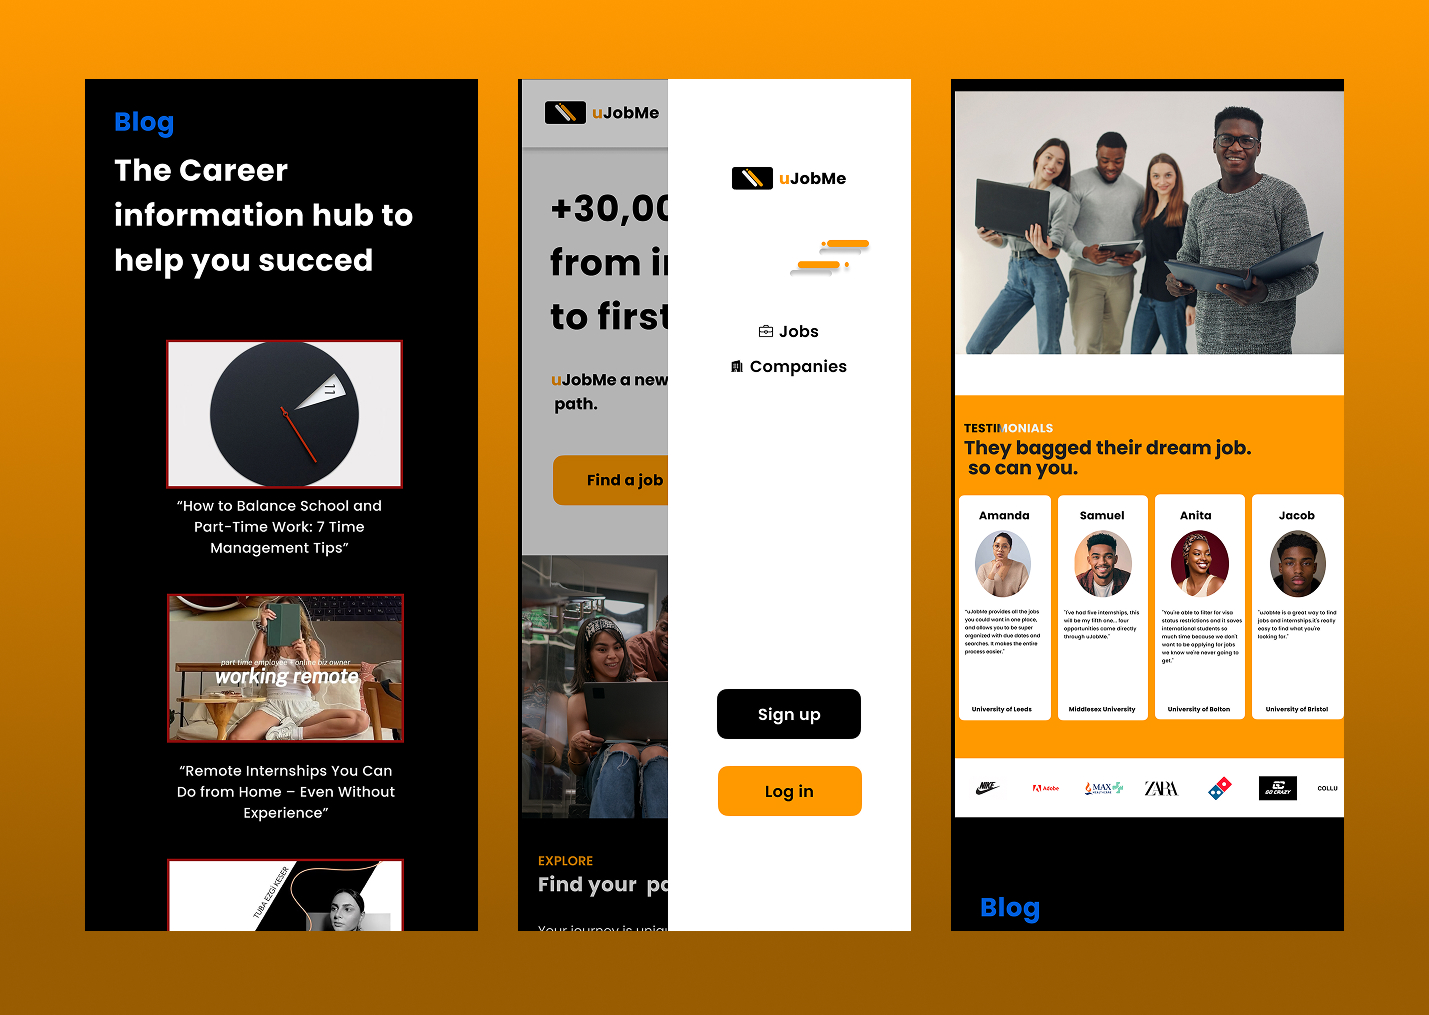 Blog
The Career
information hub to
help you succed
11
“How to Balance School and
Part-Time Work: 7 Time
Management Tips”
part time employee + online biz owner
working remote
“Remote Internships You Can
Do from Home – Even Without
Experience”
TUBA EZGİ KESER
uJobMe
+30,00
from
to first
uJobMe a new
path.
Find a job
EXPLORE
Find your
Your journey is
uJobMe
Jobs
Companies
Sign up
Log in
TESTIMONIALS
They bagged their dream job.
so can you.
Amanda
"uJobMe provides all the jobs
you could want in one place,
and allows you to be super
organized with due dates and
searches. It makes the entire
process easier."
University of Leeds
Samuel
"I've had five internships, this
will be my fifth one... four
opportunities came directly
through uJobMe."
Middlesex University
Anita
"You're able to filter for visa
status restrictions and it saves
international students so
much time because we don't
want to be applying for jobs
we know we're never going to
get."
University of Bolton
Jacob
"uJobMe is a great way to find
jobs and internships.it's really
easy to find what you're
looking for."
University of Bristol
NIKE
Adobe
MAX
HEALTHCARE
ZARA
GC
GO CRAZY
COLLU
Blog